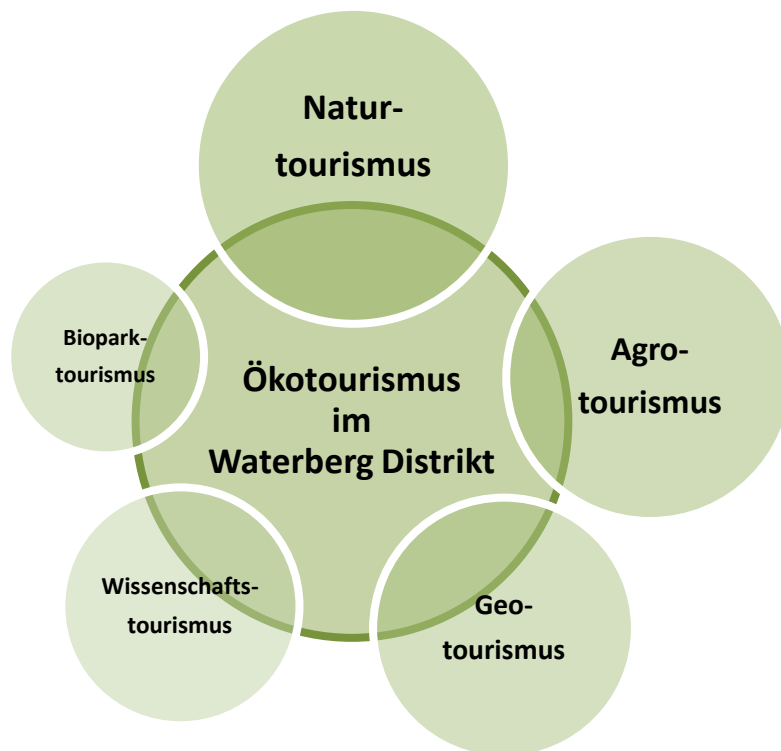 Natur-
tourismus
Agro-
tourismus
Geo-
tourismus
Wissenschafts-
tourismus
Biopark-
tourismus
Ökotourismus
im
Waterberg Distrikt